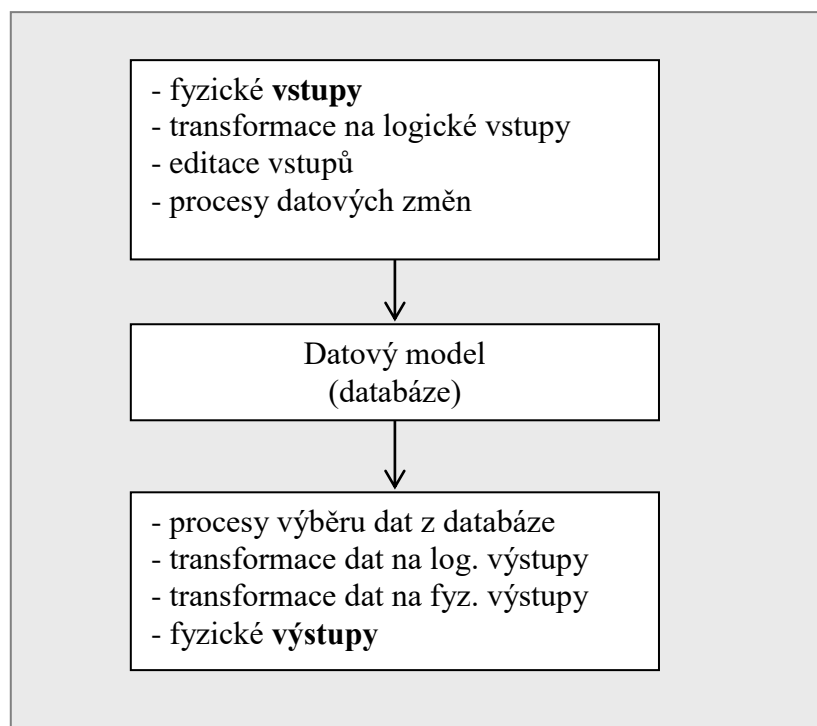 - fyzické vstupy
- transformace na logické vstupy
- editace vstupů
- procesy datových změn
Datový model
(databáze)
- procesy výběru dat z databáze
- transformace dat na log. výstupy
- transformace dat na fyz. výstupy
- fyzické výstupy